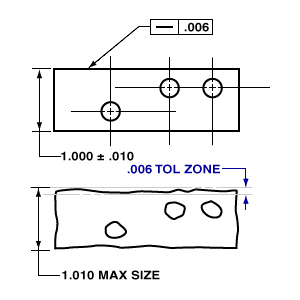 .006
1.000 ± .010
.006 TOL ZONE
1.010 MAX SIZE